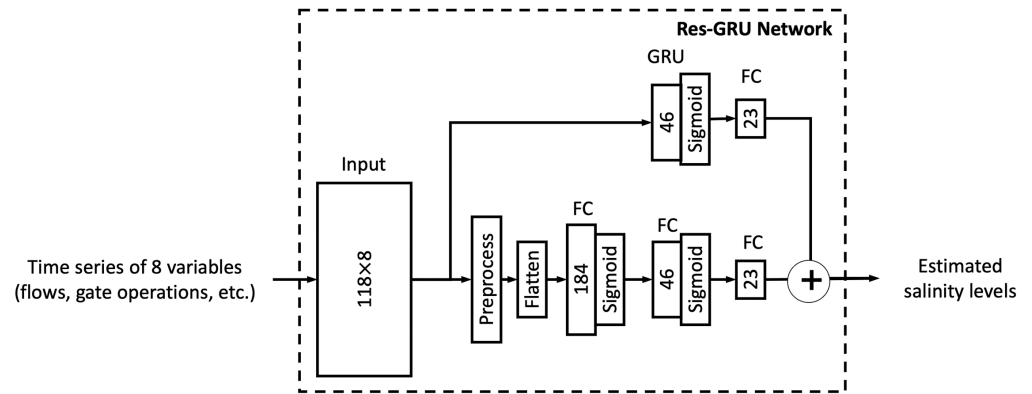 Res-GRU Network
GRU
46
Sigmoid
FC
23
Input
118×8
Time series of 8 variables
(flows, gate operations, etc.)
Preprocess
Flatten
FC
184
Sigmoid
FC
46
Sigmoid
FC
23
+
Estimated
salinity levels